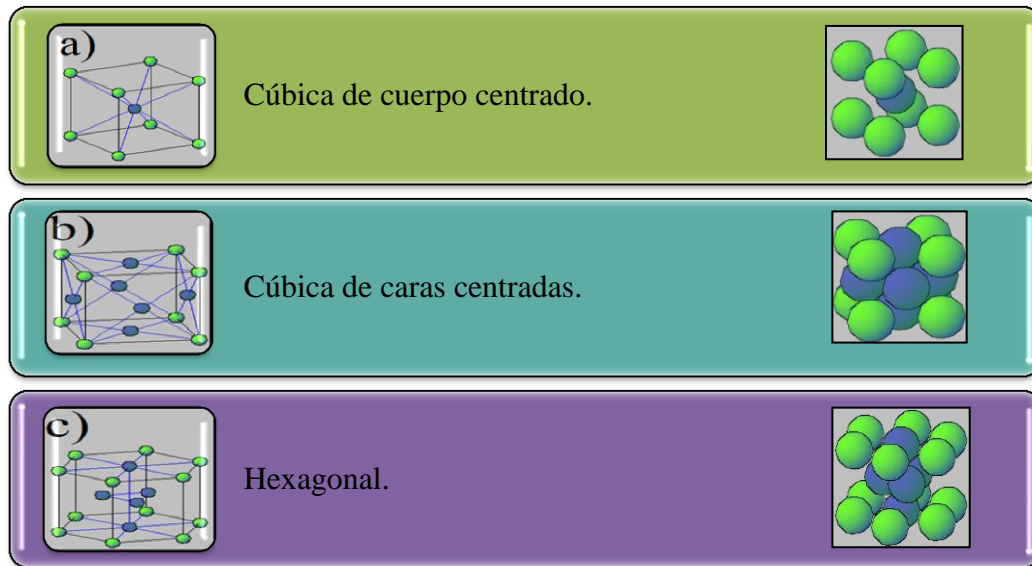 a)
Cúbica de cuerpo centrado.
b)
Cúbica de caras centradas.
c)
Hexagonal.